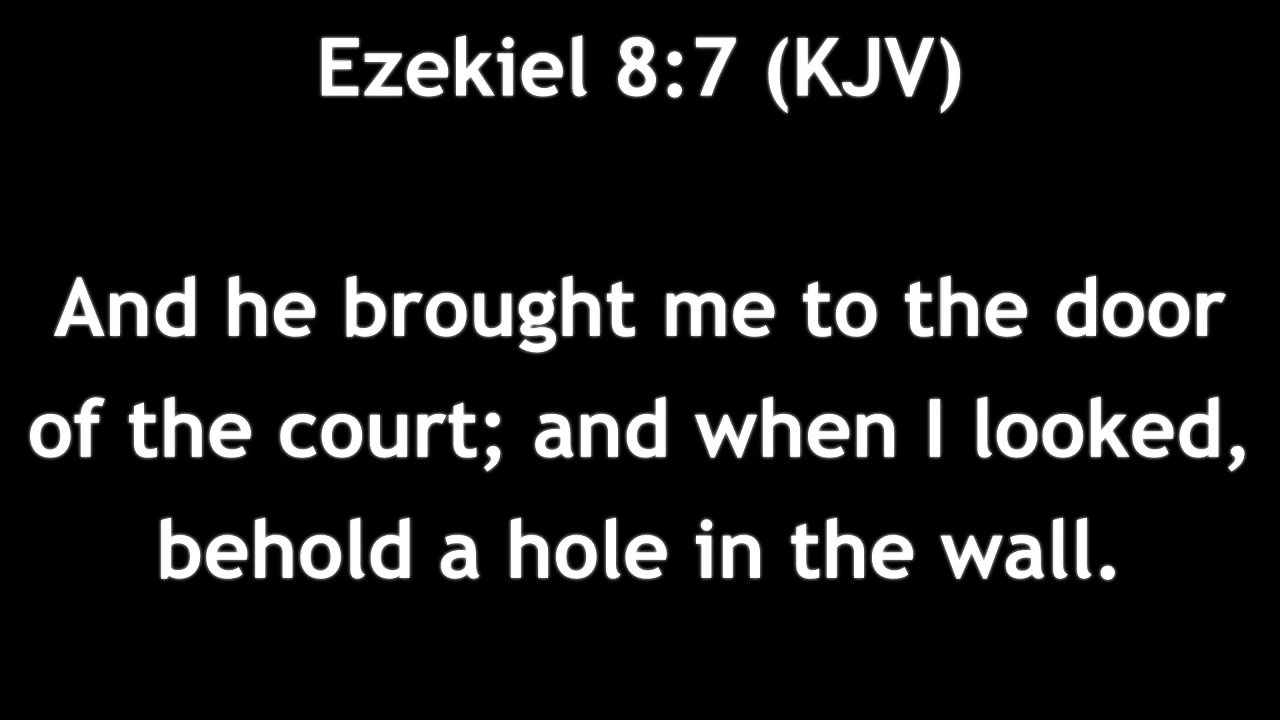 Ezekiel 8:7 (KJV)
And he brought me to the door
of the court; and when I looked,
behold a hole in the wall.